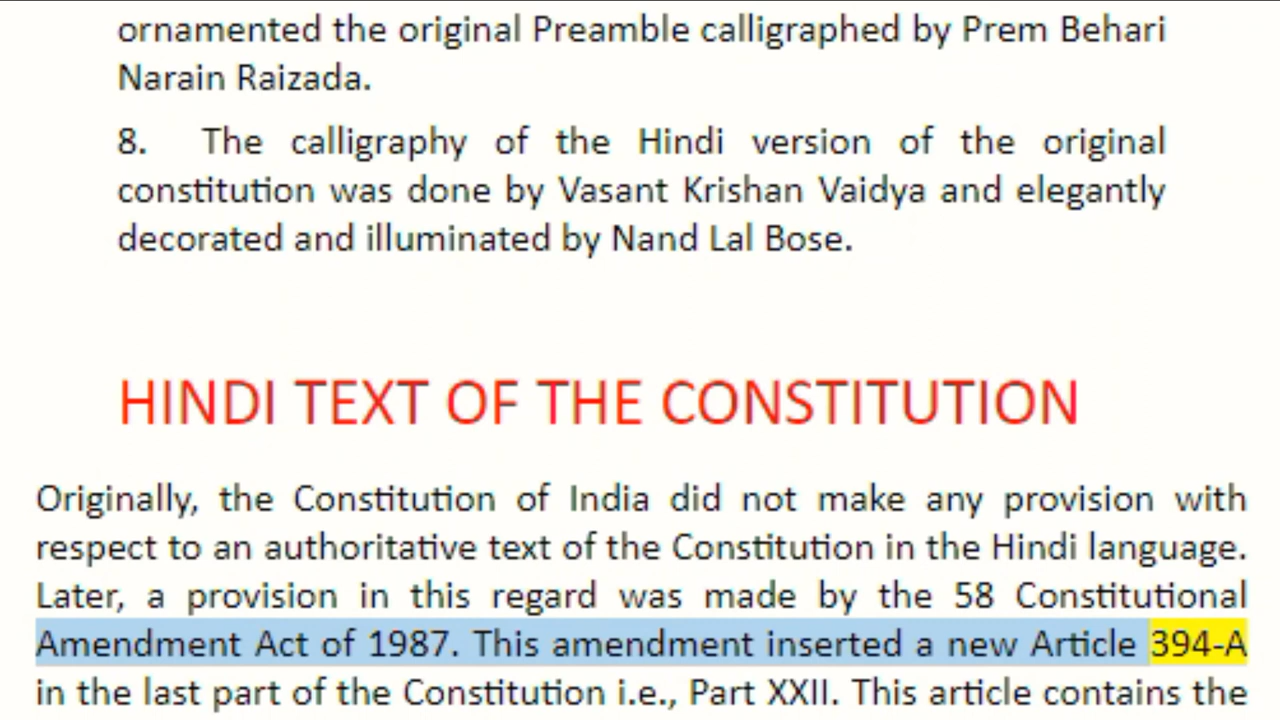 ornamented the original Preamble calligraphed by Prem Behari
Narain Raizada.
8. The calligraphy of the Hindi version of the original
constitution was done by Vasant Krishan Vaidya and elegantly
decorated and illuminated by Nand Lal Bose.
HINDI TEXT OF THE CONSTITUTION
Originally, the Constitution of India did not make any provision with
respect to an authoritative text of the Constitution in the Hindi language.
Later, a provision in this regard was made by the 58 Constitutional
Amendment Act of 1987. This amendment inserted a new Article 394-A
in the last part of the Constitution i.e., Part XXII. This article contains the